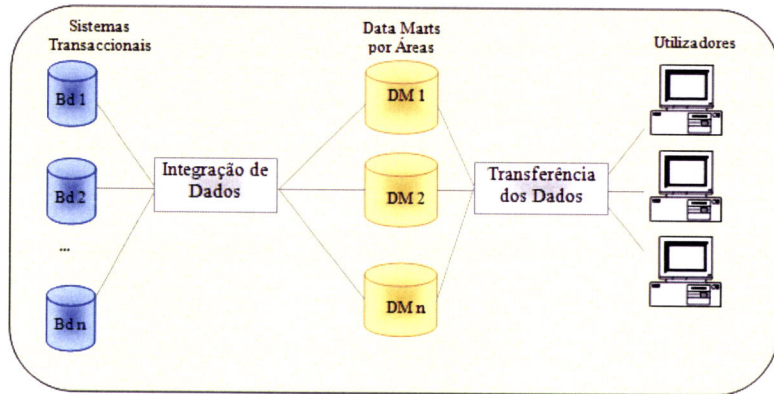 Sistemas
Transaccionais
Data Marts
por Áreas
Utilizadores
Bd 1
DM 1
Integração de
Dados
Transferência
dos Dados
Bd 2
DM 2
...
Bd n
DM n